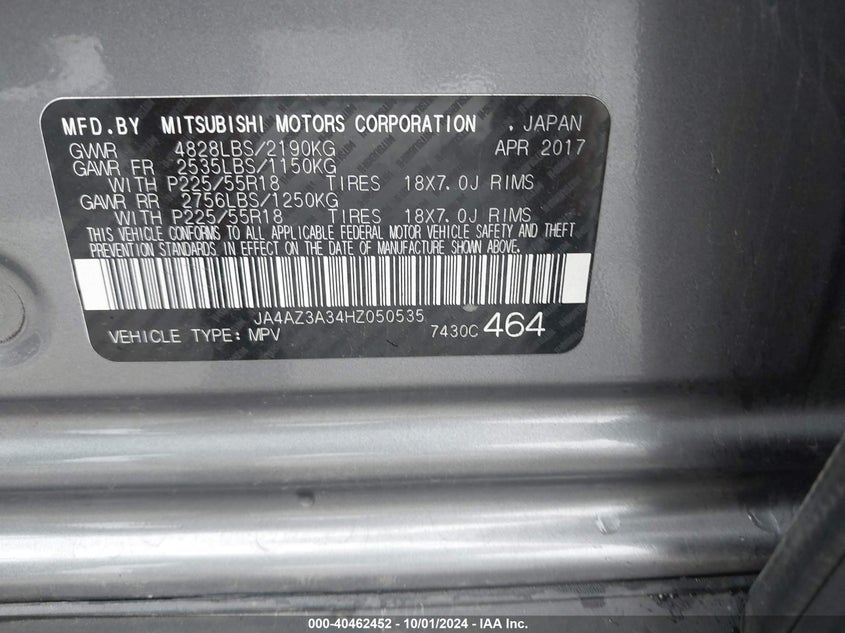 MFD.BY MITSUBISHI MOTORS CORPORATION , JAPAN
GVWR 4828LBS/2190KG APR 2017
GAWR FR 2535LBS/1150KG
WITH P225/55R18 TIRES 18X7.0J RIMS
GAWR RR 2756LBS/1250KG
WITH P225/55R18 TIRES 18X7.0J RIMS
THIS VEHICLE CONFORMS TO ALL APPLICABLE FEDERAL MOTOR VEHICLE SAFETY AND THEFT
PREVENTION STANDARDS IN EFFECT ON THE DATE OF MANUFACTURE SHOWN ABOVE.
JA4AZ3A34HZ050535
VEHICLE TYPE: MPV 7430C 464
000-40462452 - 10/01/2024 - IAA Inc.